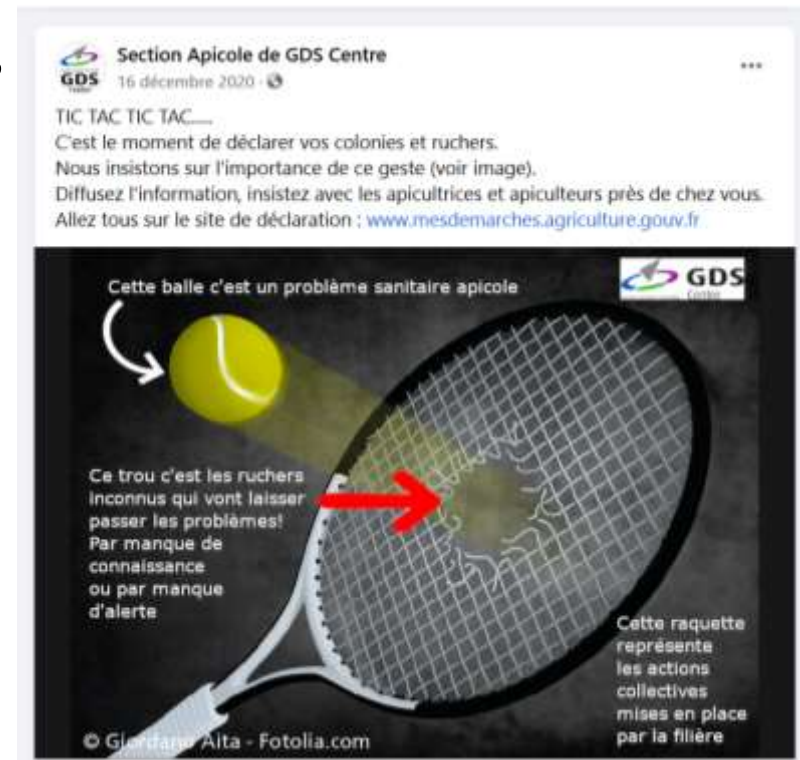 Section Apicole de GDS Centre
GDS
16 décembre 2020
TIC TAC TIC TAC.....
C'est le moment de déclarer vos colonies et ruchers.
Nous insistons sur l'importance de ce geste (voir image).
Diffusez l'information, insistez avec les apicultrices et apiculteurs près de chez vous.
Allez tous sur le site de déclaration : www.mesdemarches.agriculture.gouv.fr
GDS
Centre
Cette balle c'est un problème sanitaire apicole
Ce trou c'est les ruchers
inconnus qui vont laisser
passer les problèmes!
Par manque de
connaissance
ou par manque
d'alerte
Cette raquette
représente
les actions
collectives
mises en place
par la filière
© Giordano Aita - Fotolia.com